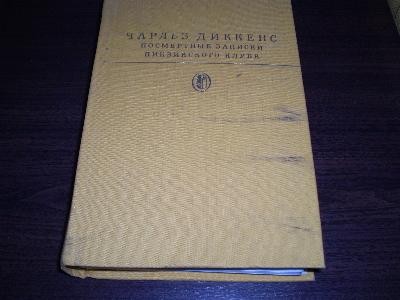 ЧАРЛЬЗ ДИККЕНС
ПОСМЕРТНЫЕ ЗАПИСКИ
ПИКВИКСКОГО КЛУБА